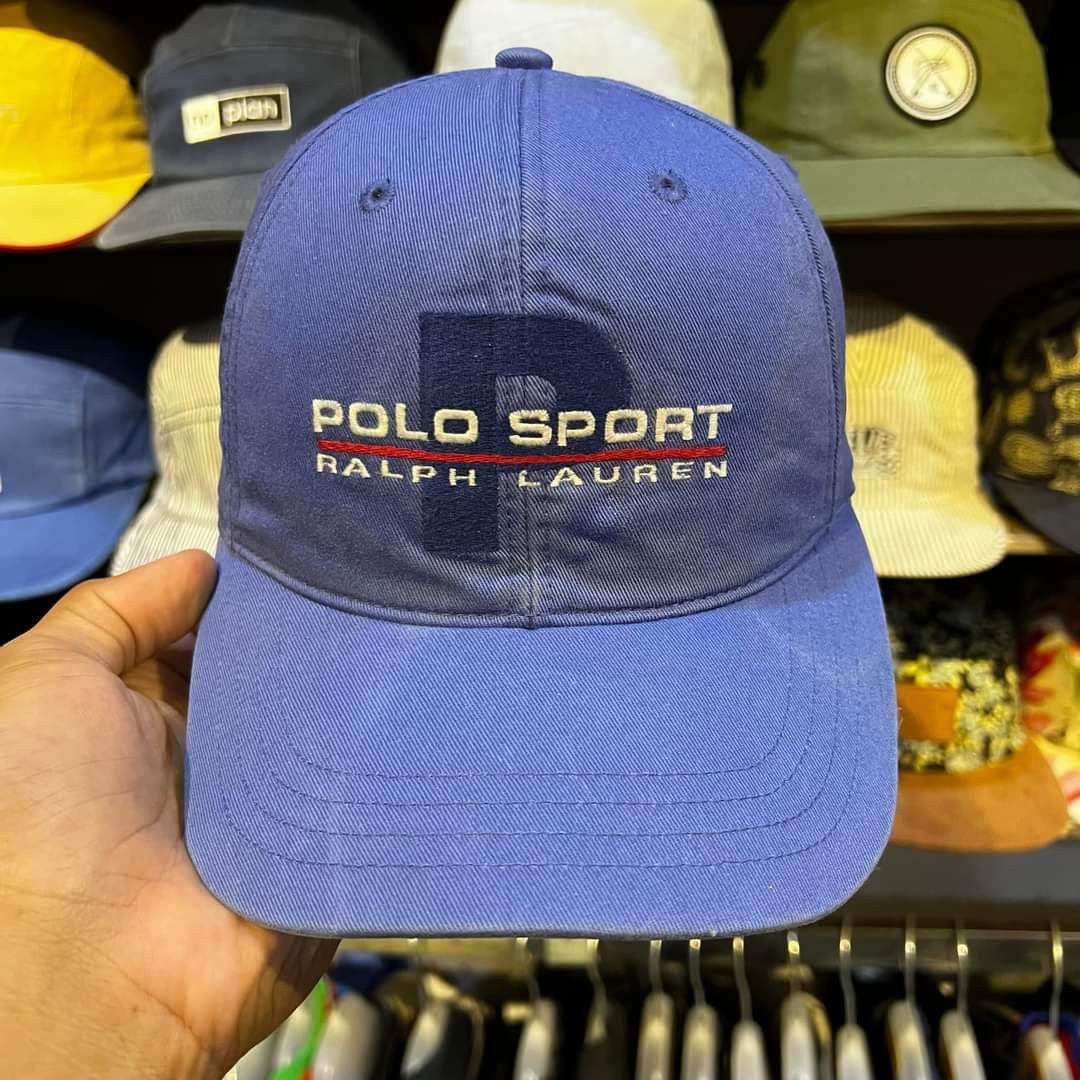 plan
P
POLO SPORT
RALPH LAUREN